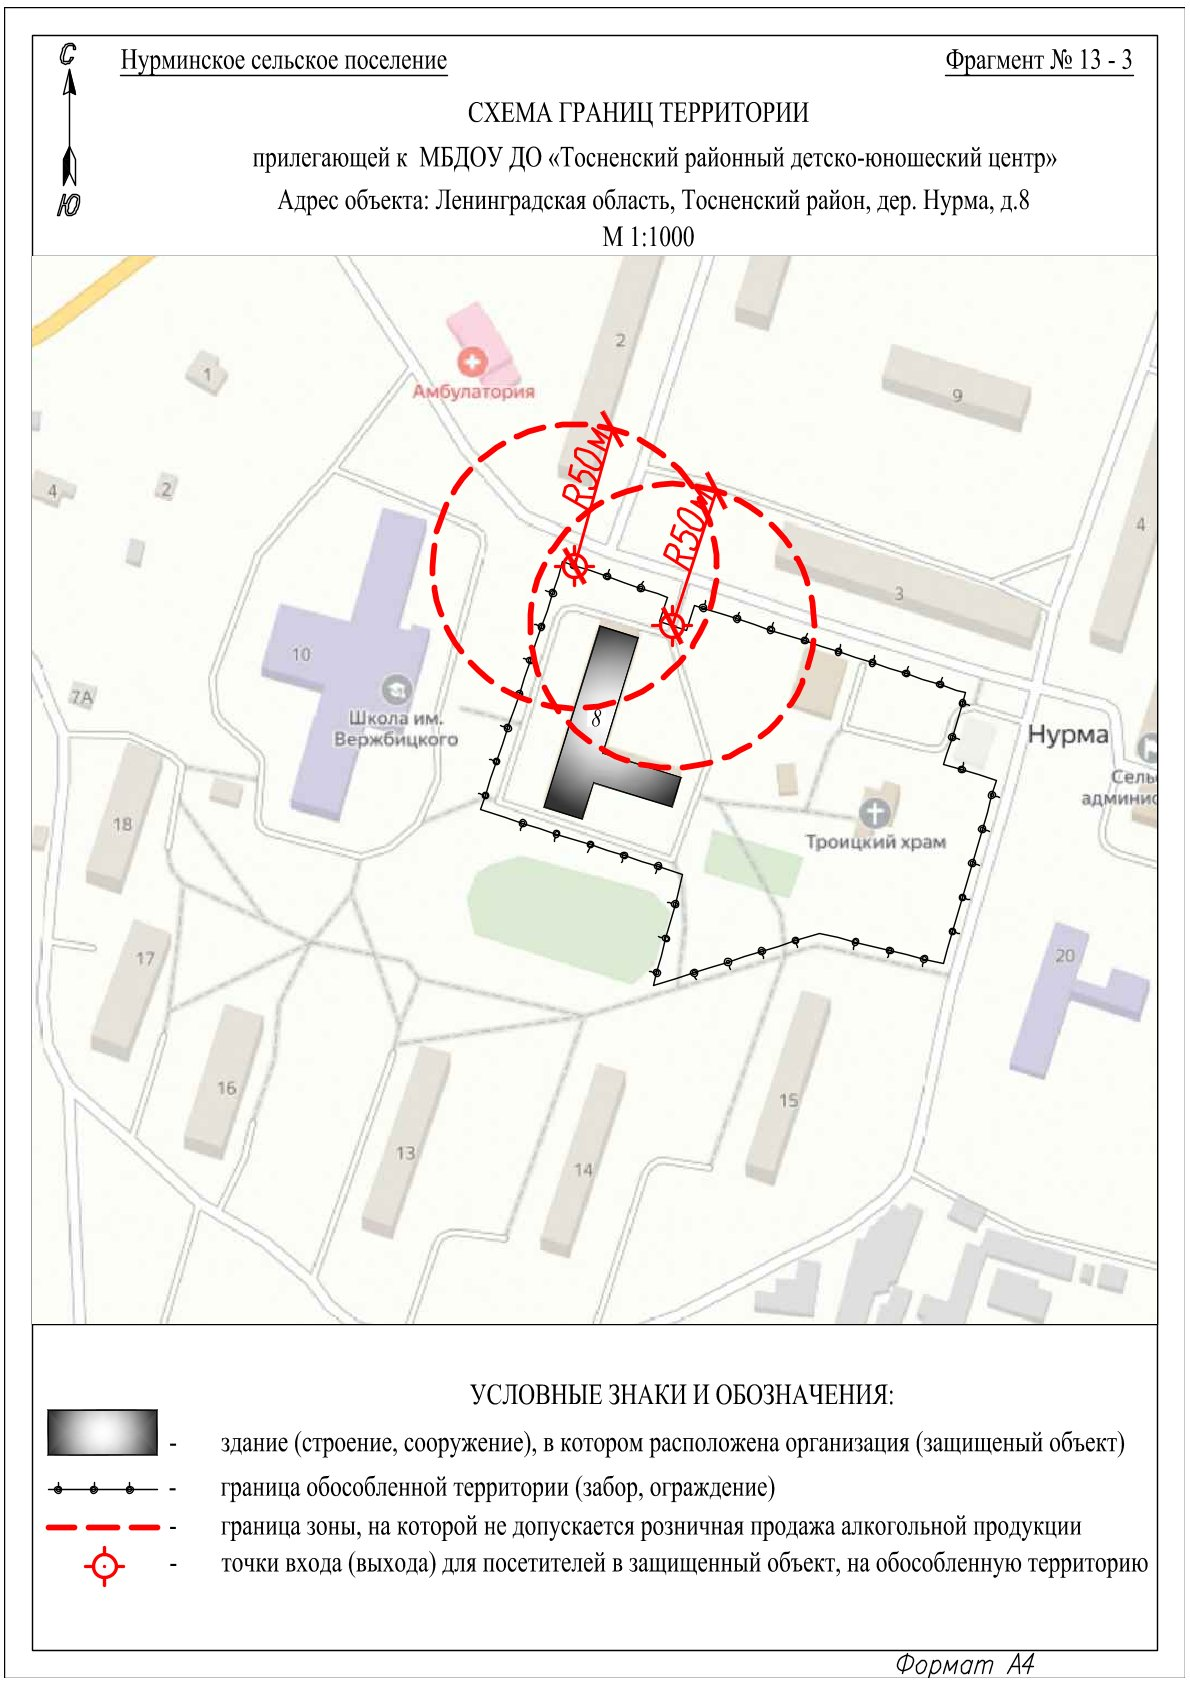 С
Нурминское сельское поселение
Фрагмент № 13 - 3
СХЕМА ГРАНИЦ ТЕРРИТОРИИ
прилегающей к МБДОУ ДО «Тосненский районный детско-юношеский центр»
Ю
Адрес объекта: Ленинградская область, Тосненский район, дер. Нурма, д.8
М 1:1000
2
1
Амбулатория
9
R50м
4
2
R50м
4
3
10
7А
Школа им.
Вержбицкого
8
Нурма
Сель
админис
18
Троицкий храм
17
20
16
15
13
14
УСЛОВНЫЕ ЗНАКИ И ОБОЗНАЧЕНИЯ:
- здание (строение, сооружение), в котором расположена организация (защищеный объект)
- граница обособленной территории (забор, ограждение)
- граница зоны, на которой не допускается розничная продажа алкогольной продукции
- точки входа (выхода) для посетителей в защищенный объект, на обособленную территорию
Формат А4